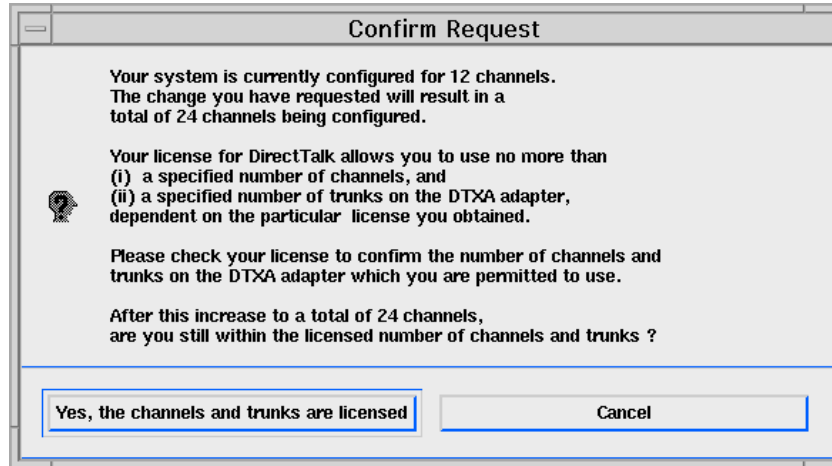 Confirm Request
Your system is currently configured for 12 channels.
The change you have requested will result in a
total of 24 channels being configured.
Your license for DirectTalk allows you to use no more than
(i) a specified number of channels, and
(ii) a specified number of trunks on the DTXA adapter,
dependent on the particular license you obtained.
Please check your license to confirm the number of channels and
trunks on the DTXA adapter which you are permitted to use.
After this increase to a total of 24 channels,
are you still within the licensed number of channels and trunks ?
Yes, the channels and trunks are licensed
Cancel